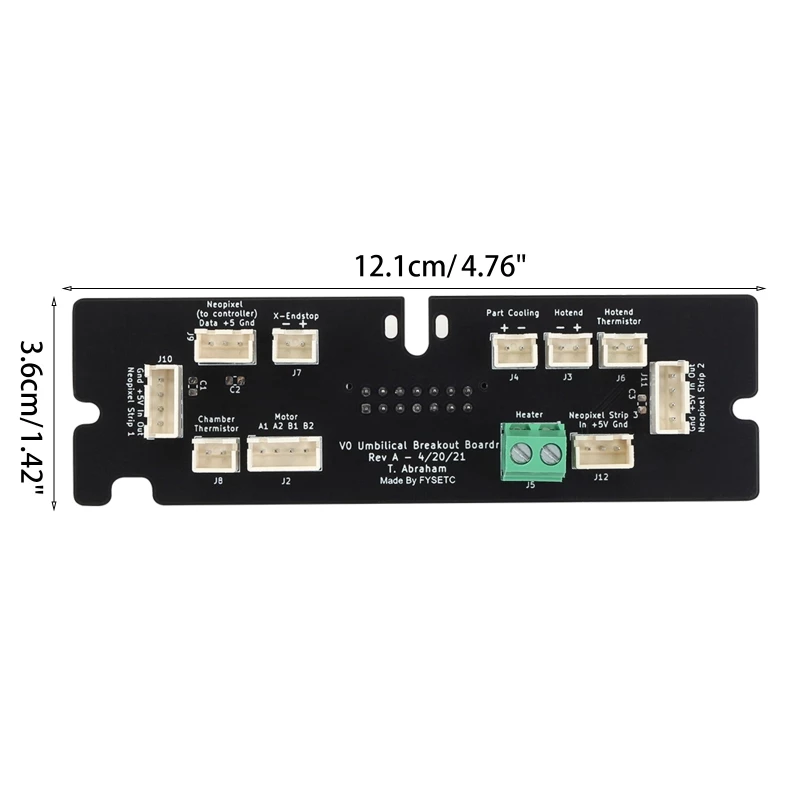 12.1cm/4.76"
3.6cm/1.42"
Neopixel
(to controller)
Data +5 Gnd
J9
X-Endstop
− +
J7
Part Cooling
+ −
J4
Hotend
− +
J3
Hotend
Thermistor
J6
J10
Gnd +5V In Out
Neopixel Strip 1
C1
C2
J11
C3
Gnd +5V In Out
Neopixel Strip 2
Chamber
Thermistor
J8
Motor
A1 A2 B1 B2
J2
V0 Umbilical Breakout Board
Rev A - 4/20/21
T. Abraham
Made By FYSETC
Heater
J5
Neopixel Strip 3
In +5V Gnd
J12